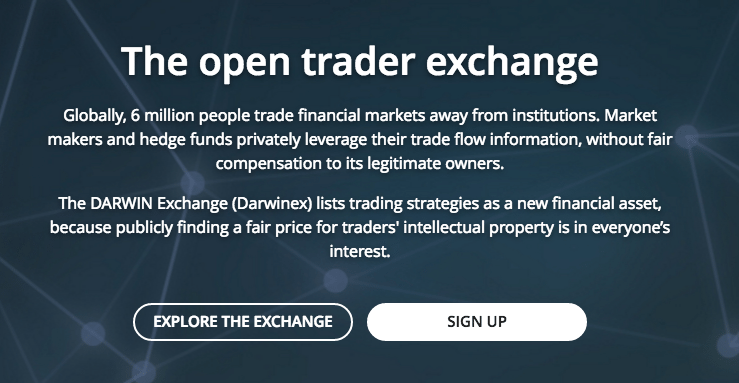 The open trader exchange
Globally, 6 million people trade financial markets away from institutions. Market
makers and hedge funds privately leverage their trade flow information, without fair
compensation to its legitimate owners.
The DARWIN Exchange (Darwinex) lists trading strategies as a new financial asset,
because publicly finding a fair price for traders' intellectual property is in everyone’s
interest.
EXPLORE THE EXCHANGE
SIGN UP